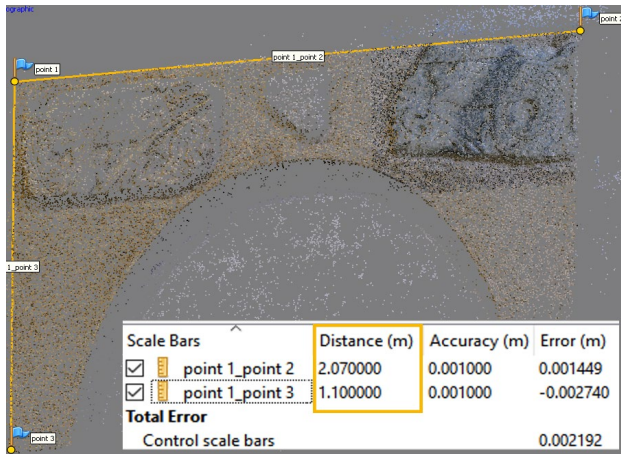 ographic
point 2
point 1_point 2
point 1
1_point 3
Scale Bars Distance (m) Accuracy (m) Error (m)
point 1_point 2 2.070000 0.001000 0.001449
point 1_point 3 1.100000 0.001000 -0.002740
Total Error
Control scale bars 0.002192
point 3